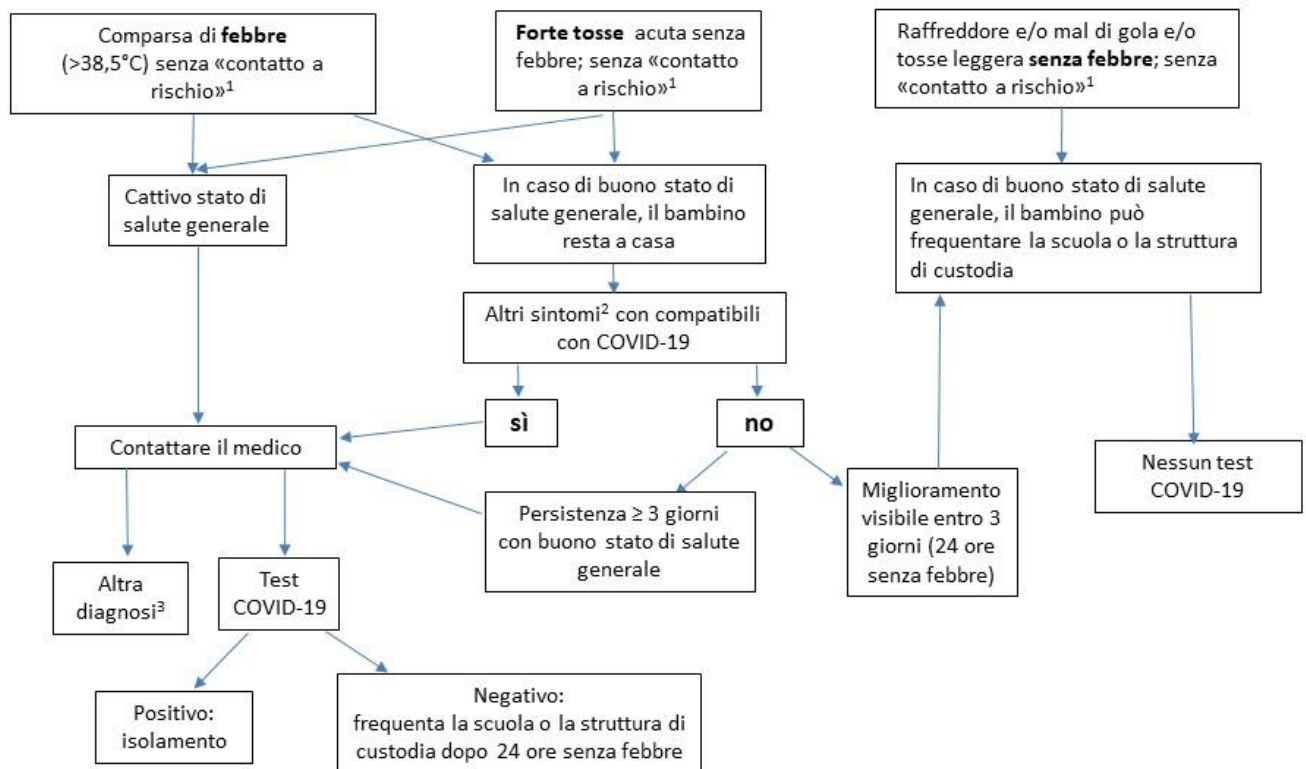 Comparsa di febbre
(>38,5°C) senza «contatto a
rischio»¹
Forte tosse acuta senza
febbre; senza «contatto
a rischio»¹
Raffreddore e/o mal di gola e/o
tosse leggera senza febbre; senza
«contatto a rischio»¹
Cattivo stato di
salute generale
In caso di buono stato di
salute generale, il bambino
resta a casa
In caso di buono stato di salute
generale, il bambino può
frequentare la scuola o la struttura
di custodia
Altri sintomi² con compatibili
con COVID-19
sì
no
Contattare il medico
Nessun test
COVID-19
Persistenza ≥ 3 giorni
con buono stato di salute
generale
Miglioramento
visibile entro 3
giorni (24 ore
senza febbre)
Altra
diagnosi³
Test
COVID-19
Positivo:
isolamento
Negativo:
frequenta la scuola o la struttura di
custodia dopo 24 ore senza febbre